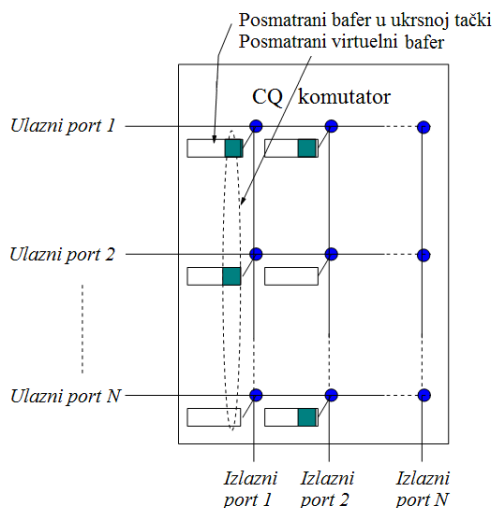 Posmatrani bafer u ukrsnoj tački
Posmatrani virtuelni bafer
CQ komutator
Ulazni port 1
Ulazni port 2
Ulazni port N
Izlazni port 1
Izlazni port 2
Izlazni port N